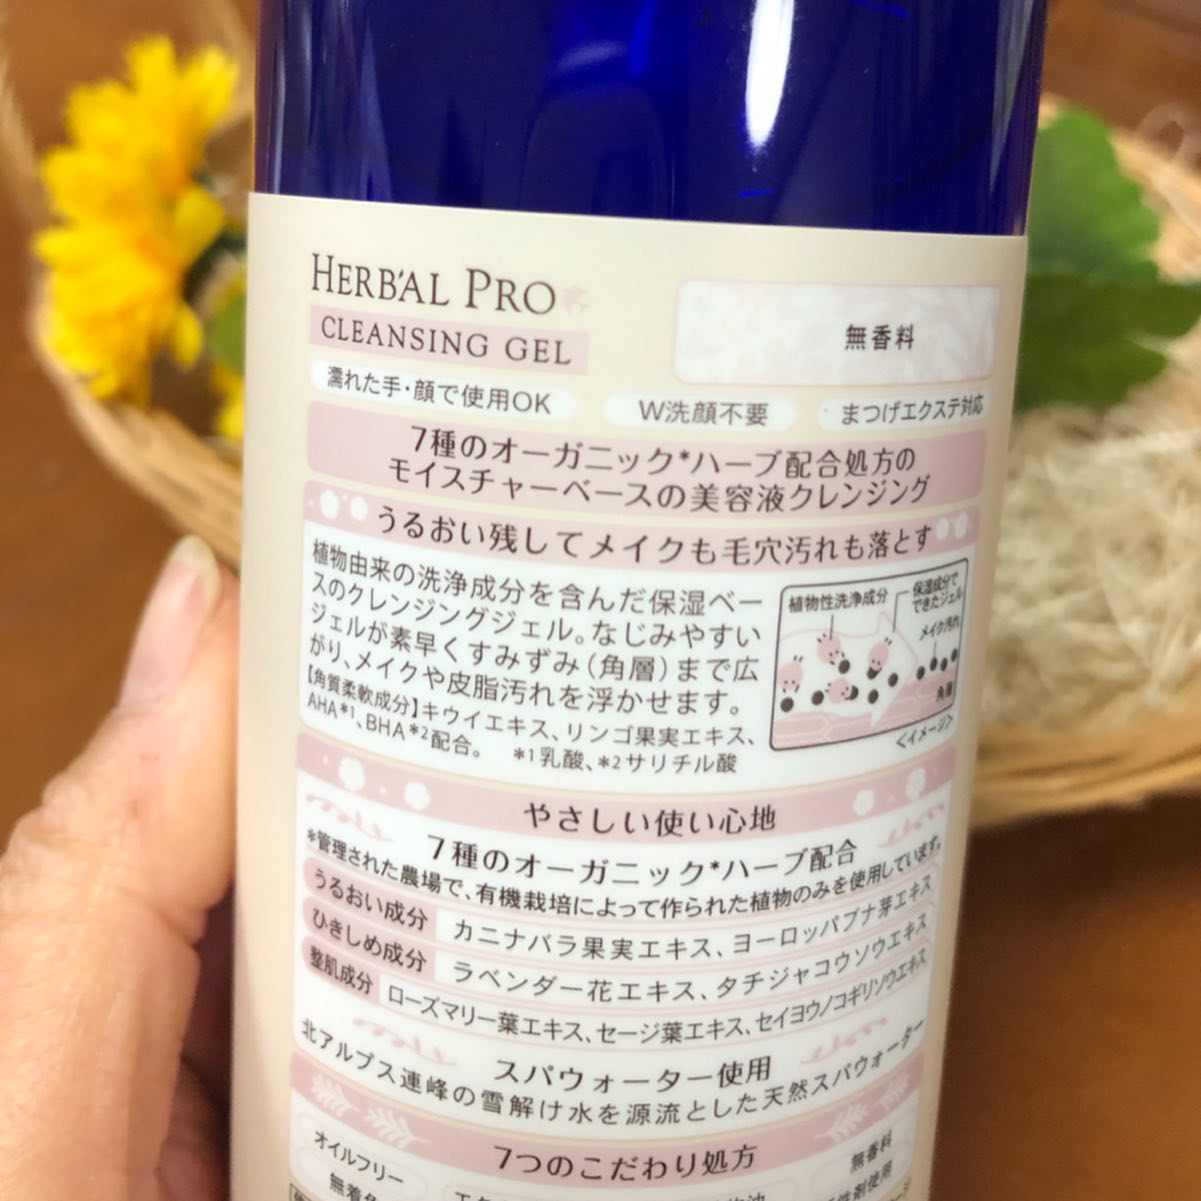 HERB'AL PRO
CLEANSING GEL
無香料
濡れた手・顔で使用OK
W洗顔不要
まつげエクステ対応
7種のオーガニック*ハーブ配合処方の
モイスチャーベースの美容液クレンジング
うるおい残してメイクも毛穴汚れも落とす
植物由来の洗浄成分を含んだ保湿ベー
スのクレンジングジェル。なじみやすい
ジェルが素早くすみずみ(角層)まで広
がり、メイクや皮脂汚れを浮かせます。
【角質柔軟成分】キウイエキス、リンゴ果実エキス、
AHA*1、BHA*2配合。 *1乳酸、*2サリチル酸
植物性洗浄成分
保湿成分で
できたジェル
メイク汚れ
角層
<イメージ>
やさしい使い心地
7種のオーガニック*ハーブ配合
*管理された農場で、有機栽培によって作られた植物のみを使用しています。
うるおい成分 カニナバラ果実エキス、ヨーロッパブナ芽エキス
ひきしめ成分 ラベンダー花エキス、タチジャコウソウエキス
整肌成分 ローズマリー葉エキス、セージ葉エキス、セイヨウノコギリソウエキス
スパウォーター使用
北アルプス連峰の雪解け水を源流とした天然スパウォーター
7つのこだわり処方
オイルフリー
無香料